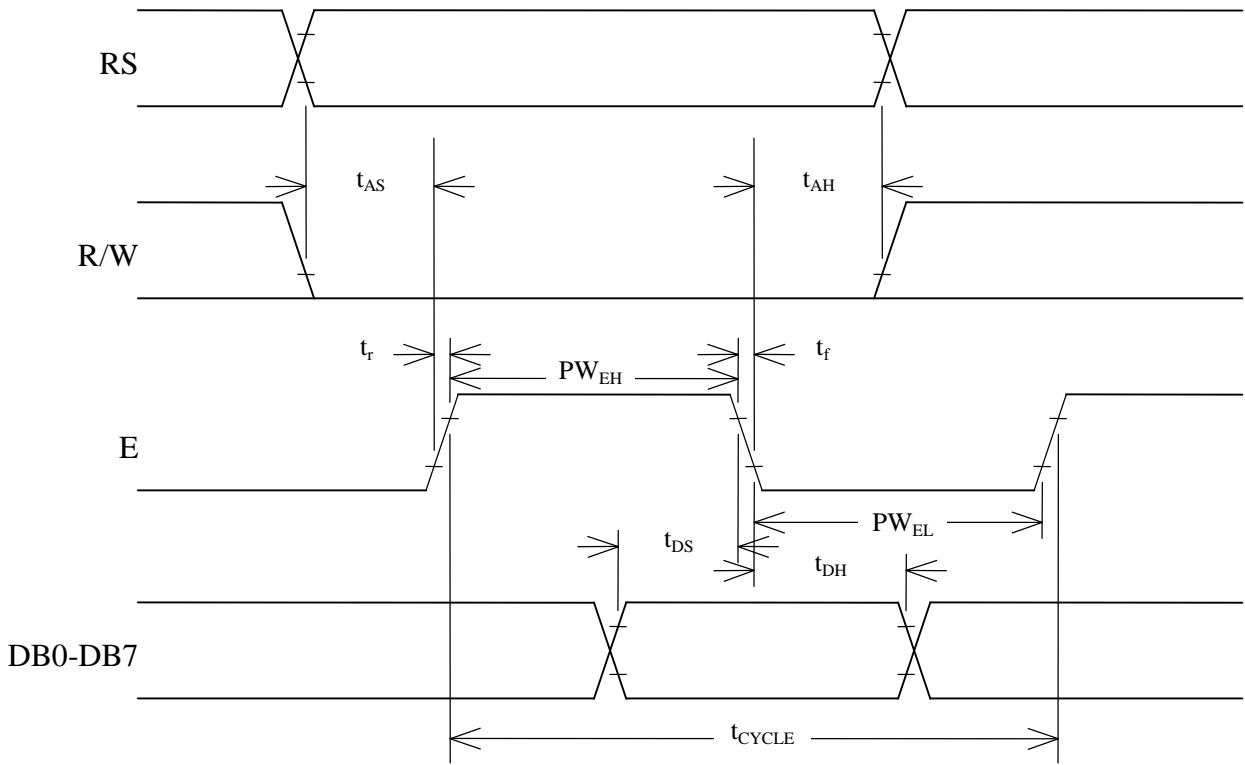 RS
tAS
tAH
R/W
tr
PWEH
tf
E
PWEL
tDS
tDH
DB0-DB7
tCYCLE